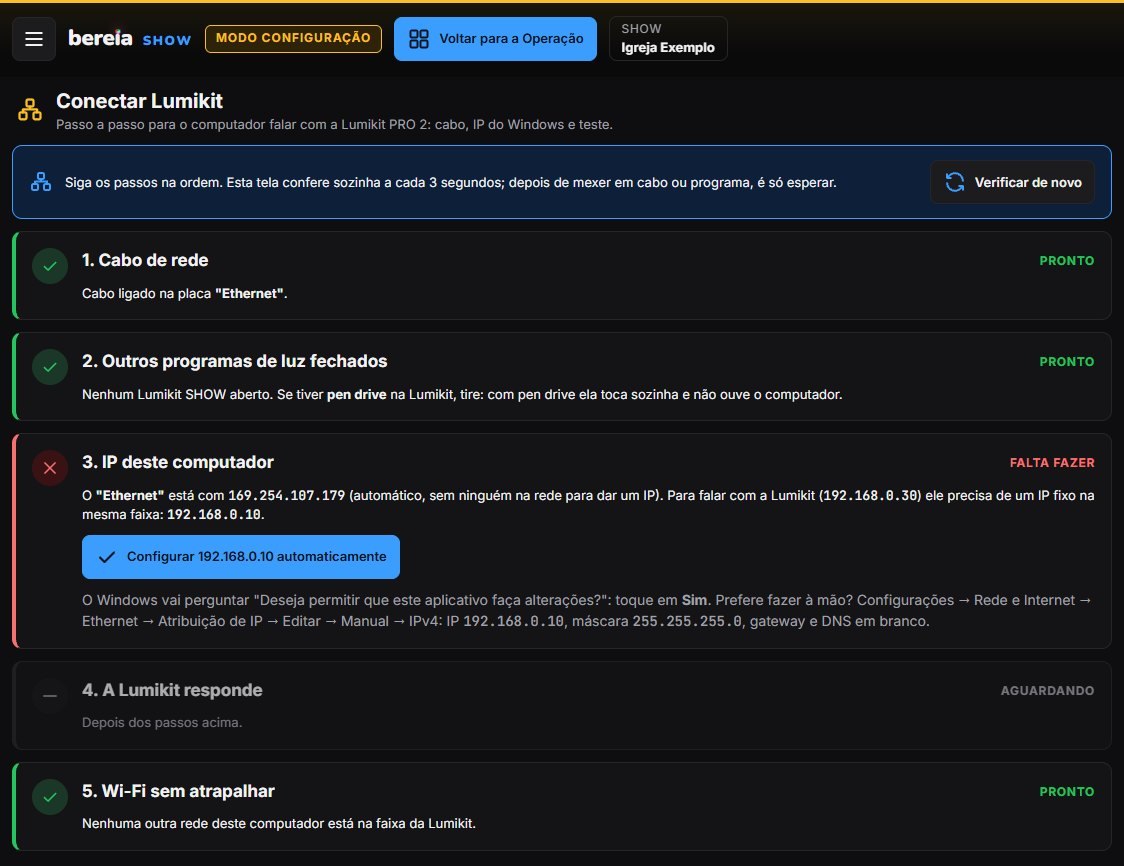 bereia SHOW
MODO CONFIGURAÇÃO
Voltar para a Operação
SHOW
Igreja Exemplo
Conectar Lumikit
Passo a passo para o computador falar com a Lumikit PRO 2: cabo, IP do Windows e teste.
Siga os passos na ordem. Esta tela confere sozinha a cada 3 segundos; depois de mexer em cabo ou programa, é só esperar.
Verificar de novo
1. Cabo de rede
PRONTO
Cabo ligado na placa "Ethernet".
2. Outros programas de luz fechados
PRONTO
Nenhum Lumikit SHOW aberto. Se tiver pen drive na Lumikit, tire: com pen drive ela toca sozinha e não ouve o computador.
3. IP deste computador
FALTA FAZER
O "Ethernet" está com 169.254.107.179 (automático, sem ninguém na rede para dar um IP). Para falar com a Lumikit (192.168.0.30) ele precisa de um IP fixo na
mesma faixa: 192.168.0.10.
Configurar 192.168.0.10 automaticamente
O Windows vai perguntar "Deseja permitir que este aplicativo faça alterações?": toque em Sim. Prefere fazer à mão? Configurações → Rede e Internet →
Ethernet → Atribuição de IP → Editar → Manual → IPv4: IP 192.168.0.10, máscara 255.255.255.0, gateway e DNS em branco.
4. A Lumikit responde
AGUARDANDO
Depois dos passos acima.
5. Wi-Fi sem atrapalhar
PRONTO
Nenhuma outra rede deste computador está na faixa da Lumikit.